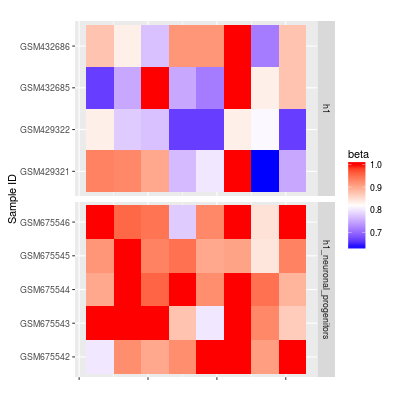 GSM432686
GSM432685
GSM429322
GSM429321
h1
GSM675546
GSM675545
GSM675544
GSM675543
GSM675542
h1_neuronal_progenitors
Sample ID
beta
1.0
0.9
0.8
0.7